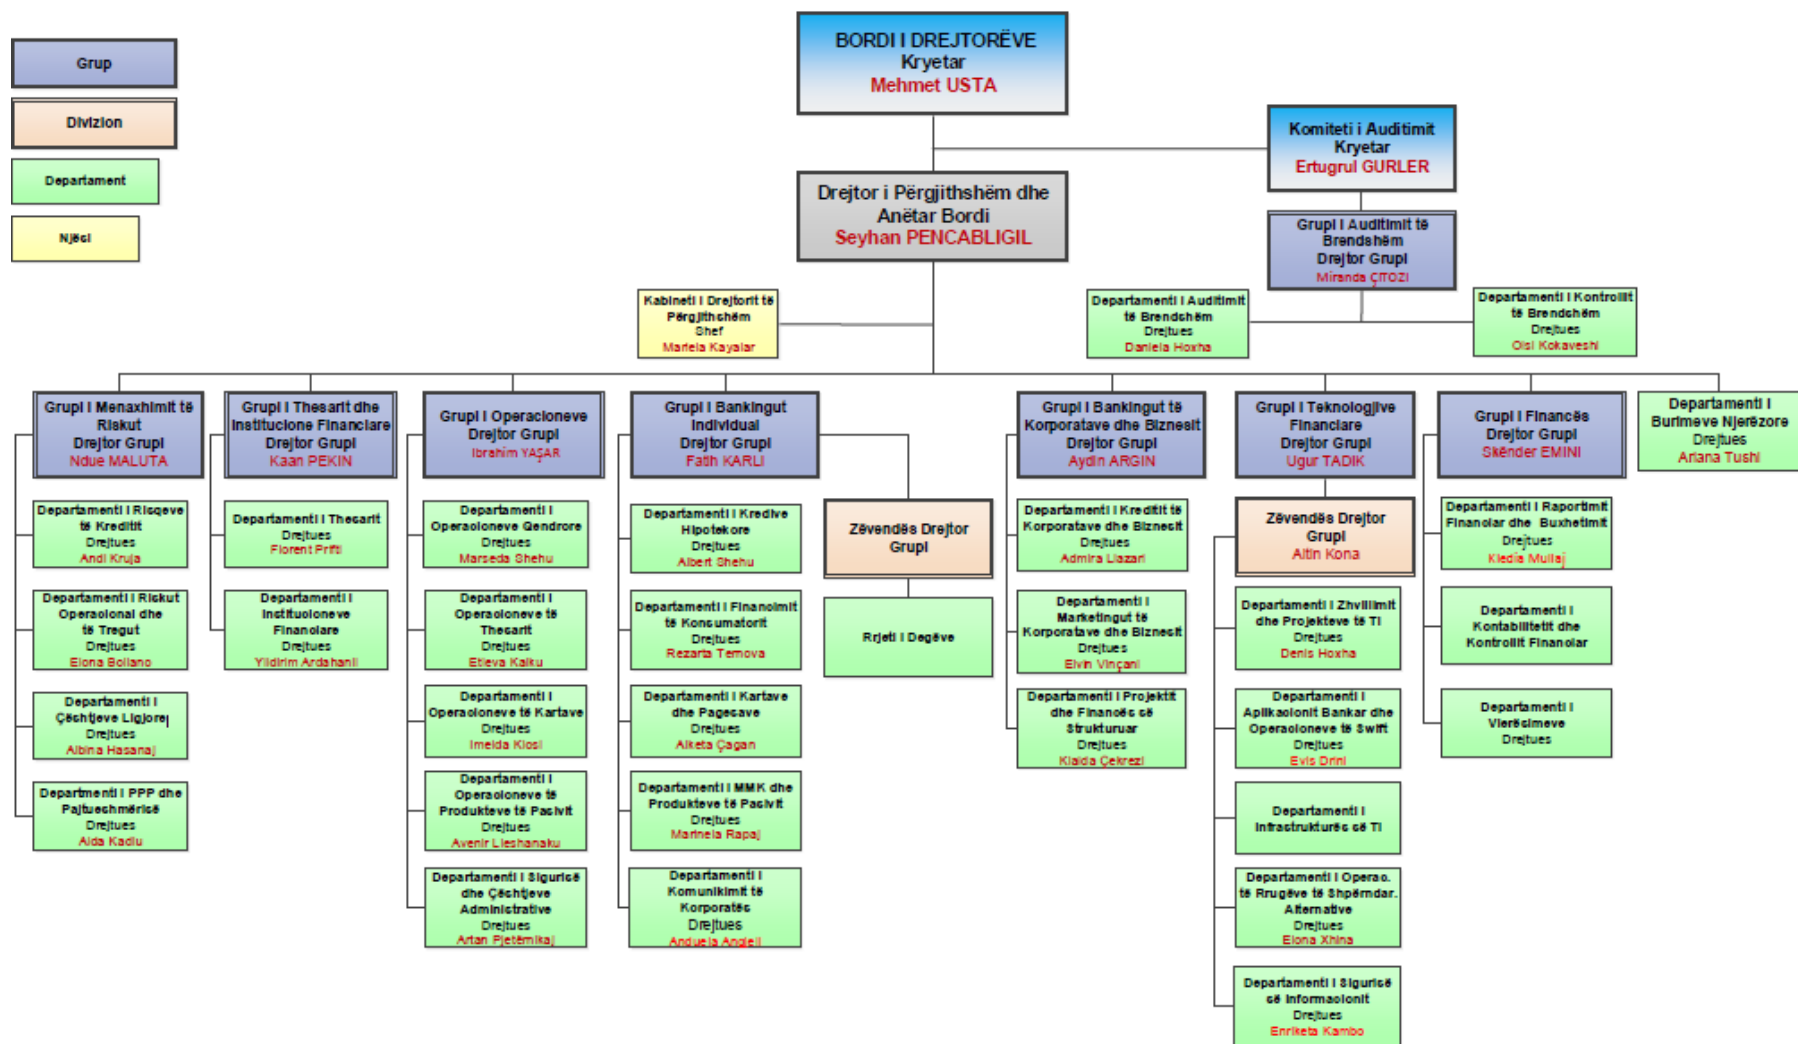 Grup
Divizion
Departament
Njësi
BORDI I DREJTORËVE
Kryetar
Mehmet USTA
Komiteti i Auditimit
Kryetar
Ertugrul GURLER
Drejtor i Përgjithshëm dhe
Anëtar Bordi
Seyhan PENCABLIGIL
Grupi i Auditimit të
Brendshëm
Drejtor Grupi
Miranda ÇITOZI
Kabineti i Drejtorit të
Përgjithshëm
Shef
Mariela Kayalar
Departamenti i Auditimit
të Brendshëm
Drejtues
Daniela Hoxha
Departamenti i Kontrollit
të Brendshëm
Drejtues
Olsi Kokaveshi
Grupi i Menaxhimit të
Riskut
Drejtor Grupi
Ndue MALUTA
Departamenti i Risqeve
të Kreditit
Drejtues
Andi Kruja
Departamenti i Riskut
Operacional dhe
të Tregut
Drejtues
Elona Bollano
Departamenti i
Çështjeve Ligjore
Drejtues
Albina Hasanaj
Departmenti i PPP dhe
Pajtueshmërisë
Drejtues
Aida Kaciu
Grupi i Thesarit dhe
Institucione Financiare
Drejtor Grupi
Kaan PEKIN
Departamenti i Thesarit
Drejtues
Florent Prifti
Departamenti i
Institucioneve
Financiare
Drejtues
Yildirim Ardahanli
Grupi i Operacioneve
Drejtor Grupi
Ibrahim YAŞAR
Departamenti i
Operacioneve Qendrore
Drejtues
Marseda Shehu
Departamenti i
Operacioneve të
Thesarit
Drejtues
Etleva Kalku
Departamenti i
Operacioneve të Kartave
Drejtues
Imelda Klosi
Departamenti i
Operacioneve të
Produkteve të Pasivit
Drejtues
Avenir Lleshanaku
Departamenti i Sigurisë
dhe Çështjeve
Administrative
Drejtues
Artan Pjetërnikaj
Grupi i Bankingut
Individual
Drejtor Grupi
Fatih KARLI
Departamenti i Kredive
Hipotekore
Drejtues
Albert Shehu
Departamenti i Financimit
të Konsumatorit
Drejtues
Rezarta Ternova
Departamenti i Kartave
dhe Pagesave
Drejtues
Alketa Çagan
Departamenti i MMK dhe
Produkteve të Pasivit
Drejtues
Marinela Rapaj
Departamenti i
Komunikimit të
Korporatës
Drejtues
Anduela Angjeli
Zëvendës Drejtor
Grupi
Rrjeti i Degëve
Grupi i Bankingut të
Korporatave dhe Biznesit
Drejtor Grupi
Aydin ARGIN
Departamenti i Kreditit të
Korporatave dhe Biznesit
Drejtues
Admira Llazari
Departamenti i
Marketingut të
Korporatave dhe Biznesit
Drejtues
Elvin Vinçani
Departamenti i Projektit
dhe Financës së
Strukturuar
Drejtues
Klaida Çekrezi
Grupi i Teknologjive
Financiare
Drejtor Grupi
Ugur TADIK
Zëvendës Drejtor
Grupi
Altin Kona
Departamenti i Zhvillimit
dhe Projekteve të TI
Drejtues
Denis Hoxha
Departamenti i
Aplikacionit Bankar dhe
Operacioneve të Swift
Drejtues
Evis Drini
Departamenti i
Infrastrukturës së TI
Departamenti i Operac.
të Rrugëve të Shpërndar.
Alternative
Drejtues
Elona Xhina
Departamenti i Sigurisë
së Informacionit
Drejtues
Enriketa Kambo
Grupi i Financës
Drejtor Grupi
Skënder EMINI
Departamenti i Raportimit
Financiar dhe Buxhetimit
Drejtues
Kledia Mullaj
Departamenti i
Kontabilitetit dhe
Kontrollit Financiar
Departamenti i
Vlerësimeve
Drejtues
Departamenti i
Burimeve Njerëzore
Drejtues
Ariana Tushi